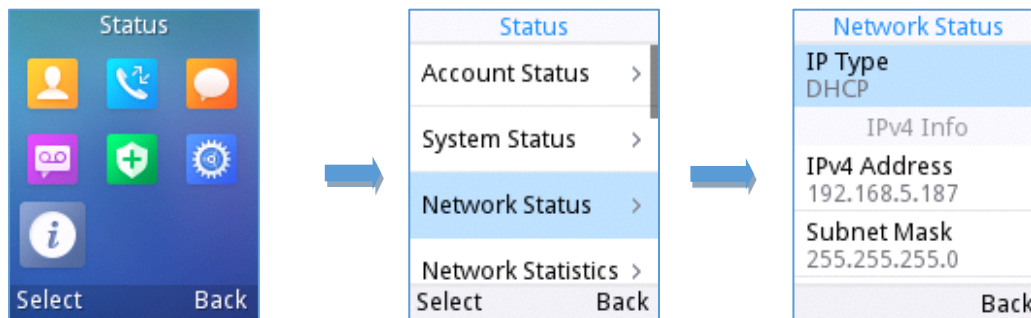 Status
Select Back
Status
Account Status >
System Status >
Network Status >
Network Statistics >
Select Back
Network Status
IP Type
DHCP
IPv4 Info
IPv4 Address
192.168.5.187
Subnet Mask
255.255.255.0
Back